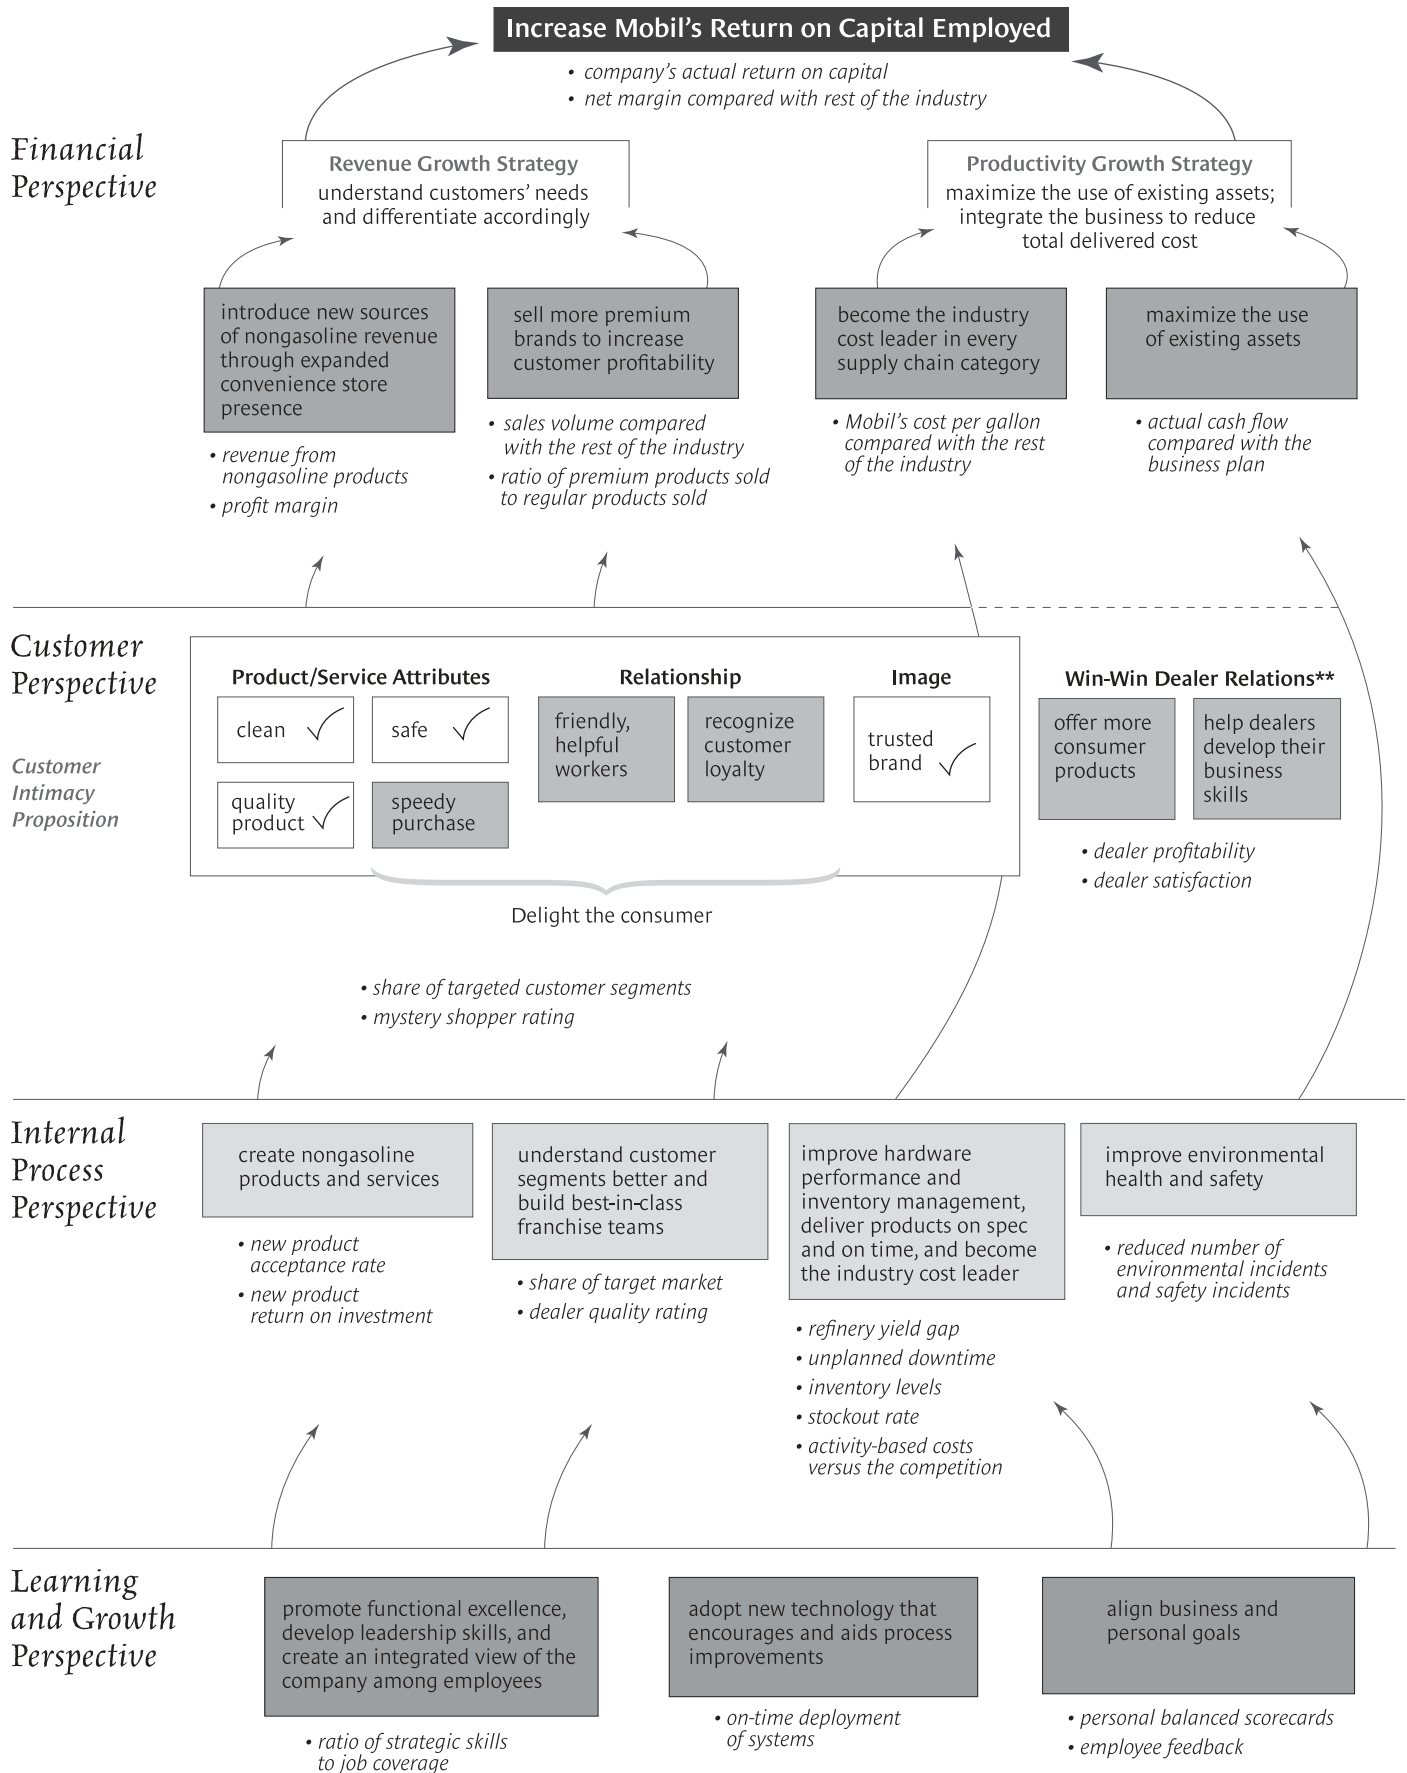 Increase Mobil's Return on Capital Employed
• company's actual return on capital
• net margin compared with rest of the industry
Financial
Perspective
Revenue Growth Strategy
understand customers' needs
and differentiate accordingly
Productivity Growth Strategy
maximize the use of existing assets;
integrate the business to reduce
total delivered cost
introduce new sources
of nongasoline revenue
through expanded
convenience store
presence
• revenue from
nongasoline products
• profit margin
sell more premium
brands to increase
customer profitability
• sales volume compared
with the rest of the industry
• ratio of premium products sold
to regular products sold
become the industry
cost leader in every
supply chain category
• Mobil's cost per gallon
compared with the rest
of the industry
maximize the use
of existing assets
• actual cash flow
compared with the
business plan
Customer
Perspective
Customer
Intimacy
Proposition
Product/Service Attributes
clean
safe
quality
product
speedy
purchase
Relationship
friendly,
helpful
workers
recognize
customer
loyalty
Image
trusted
brand
Delight the consumer
• share of targeted customer segments
• mystery shopper rating
Win-Win Dealer Relations**
offer more
consumer
products
help dealers
develop their
business
skills
• dealer profitability
• dealer satisfaction
Internal
Process
Perspective
create nongasoline
products and services
• new product
acceptance rate
• new product
return on investment
understand customer
segments better and
build best-in-class
franchise teams
• share of target market
• dealer quality rating
improve hardware
performance and
inventory management,
deliver products on spec
and on time, and become
the industry cost leader
• refinery yield gap
• unplanned downtime
• inventory levels
• stockout rate
• activity-based costs
versus the competition
improve environmental
health and safety
• reduced number of
environmental incidents
and safety incidents
Learning
and Growth
Perspective
promote functional excellence,
develop leadership skills, and
create an integrated view of the
company among employees
• ratio of strategic skills
to job coverage
adopt new technology that
encourages and aids process
improvements
• on-time deployment
of systems
align business and
personal goals
• personal balanced scorecards
• employee feedback